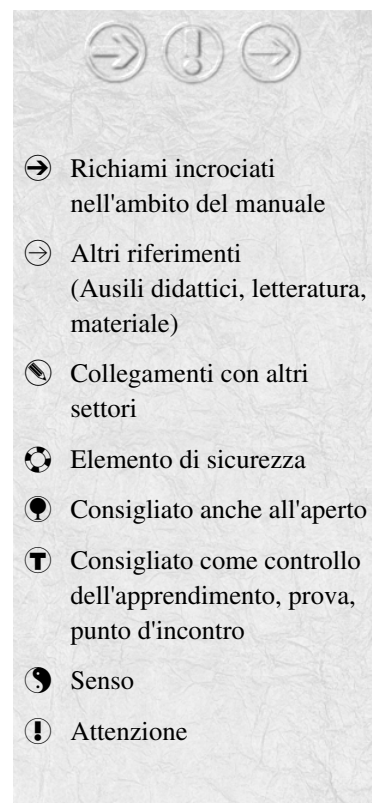 Richiami incrociati
nell'ambito del manuale
Altri riferimenti
(Ausili didattici, letteratura,
materiale)
Collegamenti con altri
settori
Elemento di sicurezza
Consigliato anche all'aperto
T Consigliato come controllo
dell'apprendimento, prova,
punto d'incontro
Senso
! Attenzione